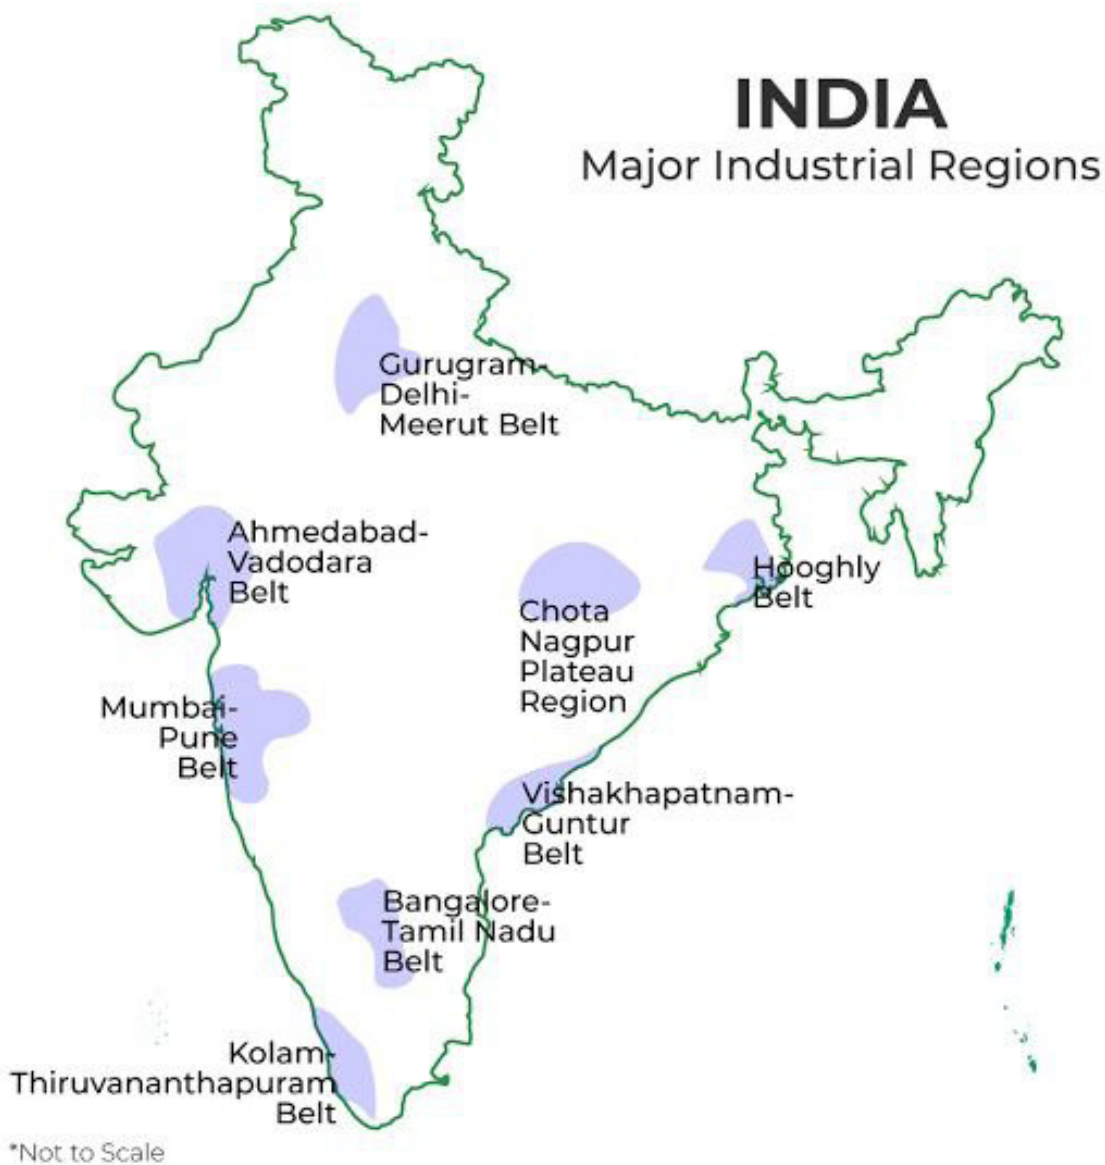 INDIA
Major Industrial Regions
Gurugram-
Delhi-
Meerut Belt
Ahmedabad-
Vadodara
Belt
Hooghly
Belt
Chota
Nagpur
Plateau
Region
Mumbai-
Pune
Belt
Vishakhapatnam-
Guntur
Belt
Bangalore-
Tamil Nadu
Belt
Kolam-
Thiruvananthapuram
Belt
*Not to Scale